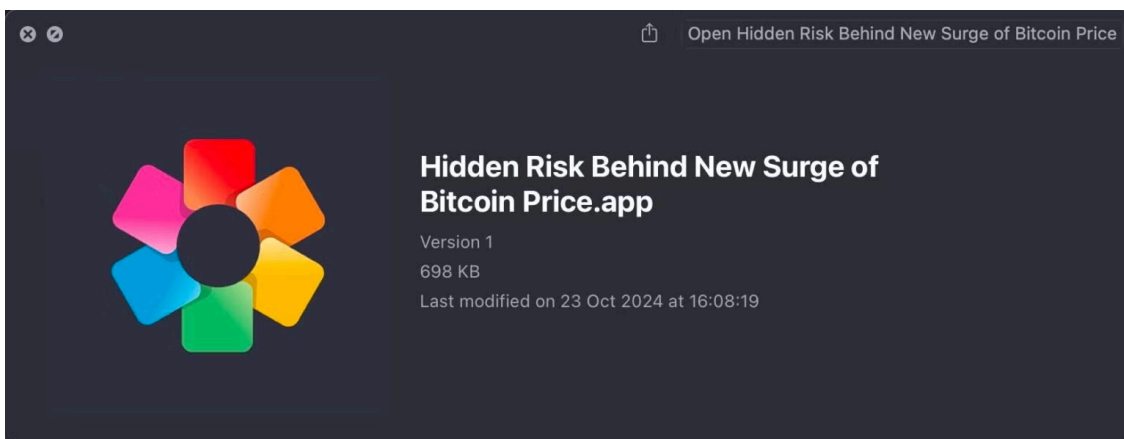 Open Hidden Risk Behind New Surge of Bitcoin Price
Hidden Risk Behind New Surge of
Bitcoin Price.app
Version 1
698 KB
Last modified on 23 Oct 2024 at 16:08:19